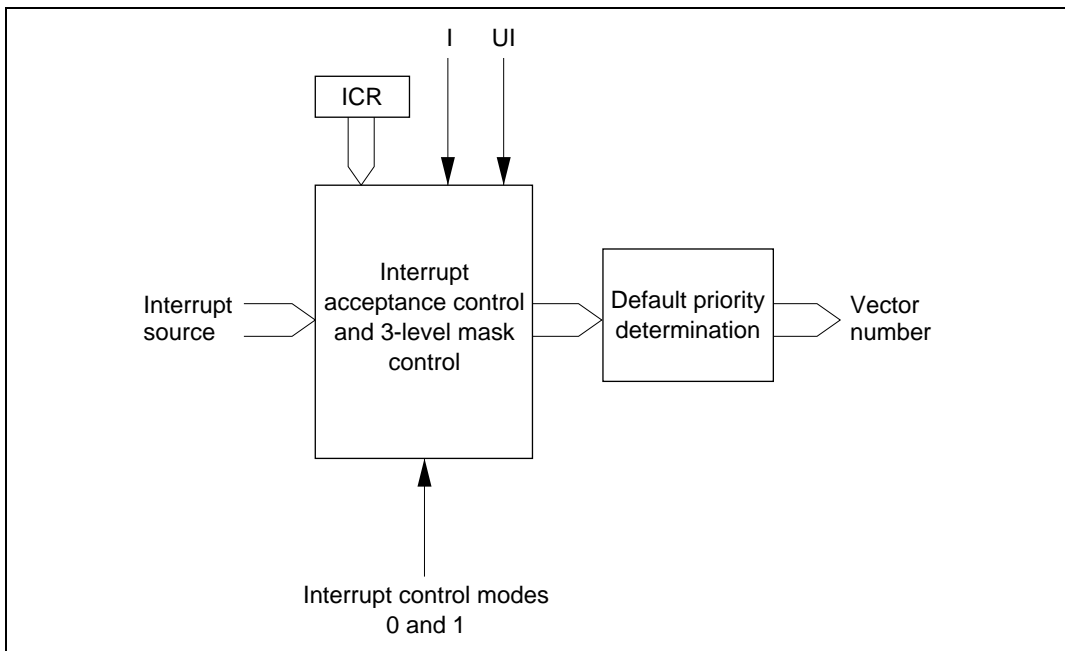 I UI
ICR
Interrupt
acceptance control
and 3-level mask
control
Interrupt
source
Default priority
determination
Vector
number
Interrupt control modes
0 and 1